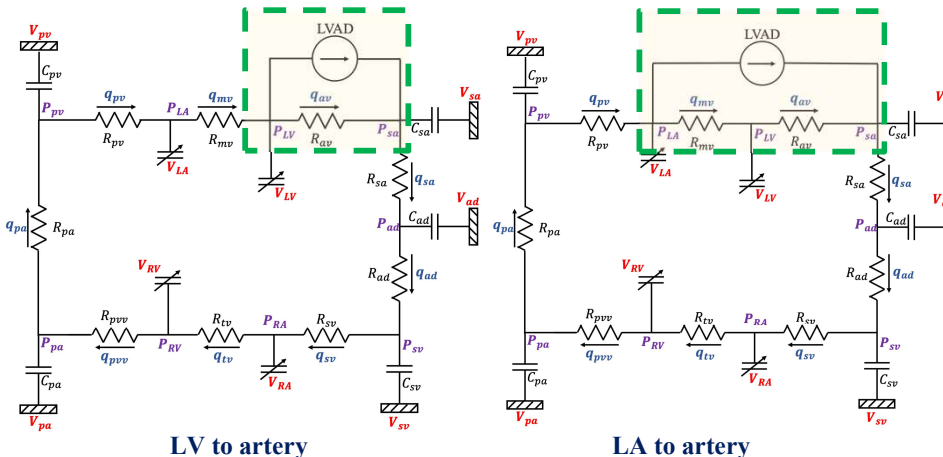 V_pv
LVAD
C_pv
q_pv
P_LA
q_mv
q_av
V_sa
P_pv
R_pv
R_mv
P_LV
R_av
P_sa
C_sa
V_LA
V_LV
R_sa
q_sa
V_ad
C_ad
P_ad
q_pa
R_pa
V_RV
R_ad
q_ad
R_pvv
R_tv
P_RA
R_sv
P_pa
q_pvv
P_RV
q_tv
q_sv
P_sv
C_pa
V_RA
C_sv
V_pa
V_sv
LV to artery
V_pv
LVAD
C_pv
q_pv
q_mv
q_av
P_pv
R_pv
P_LA
R_mv
P_LV
R_av
P_sa
C_sa
V_LA
V_LV
R_sa
q_sa
C_ad
P_ad
q_pa
R_pa
V_RV
R_ad
q_ad
R_pvv
R_tv
P_RA
R_sv
P_pa
q_pvv
P_RV
q_tv
q_sv
P_sv
C_pa
V_RA
C_sv
V_pa
V_sv
LA to artery